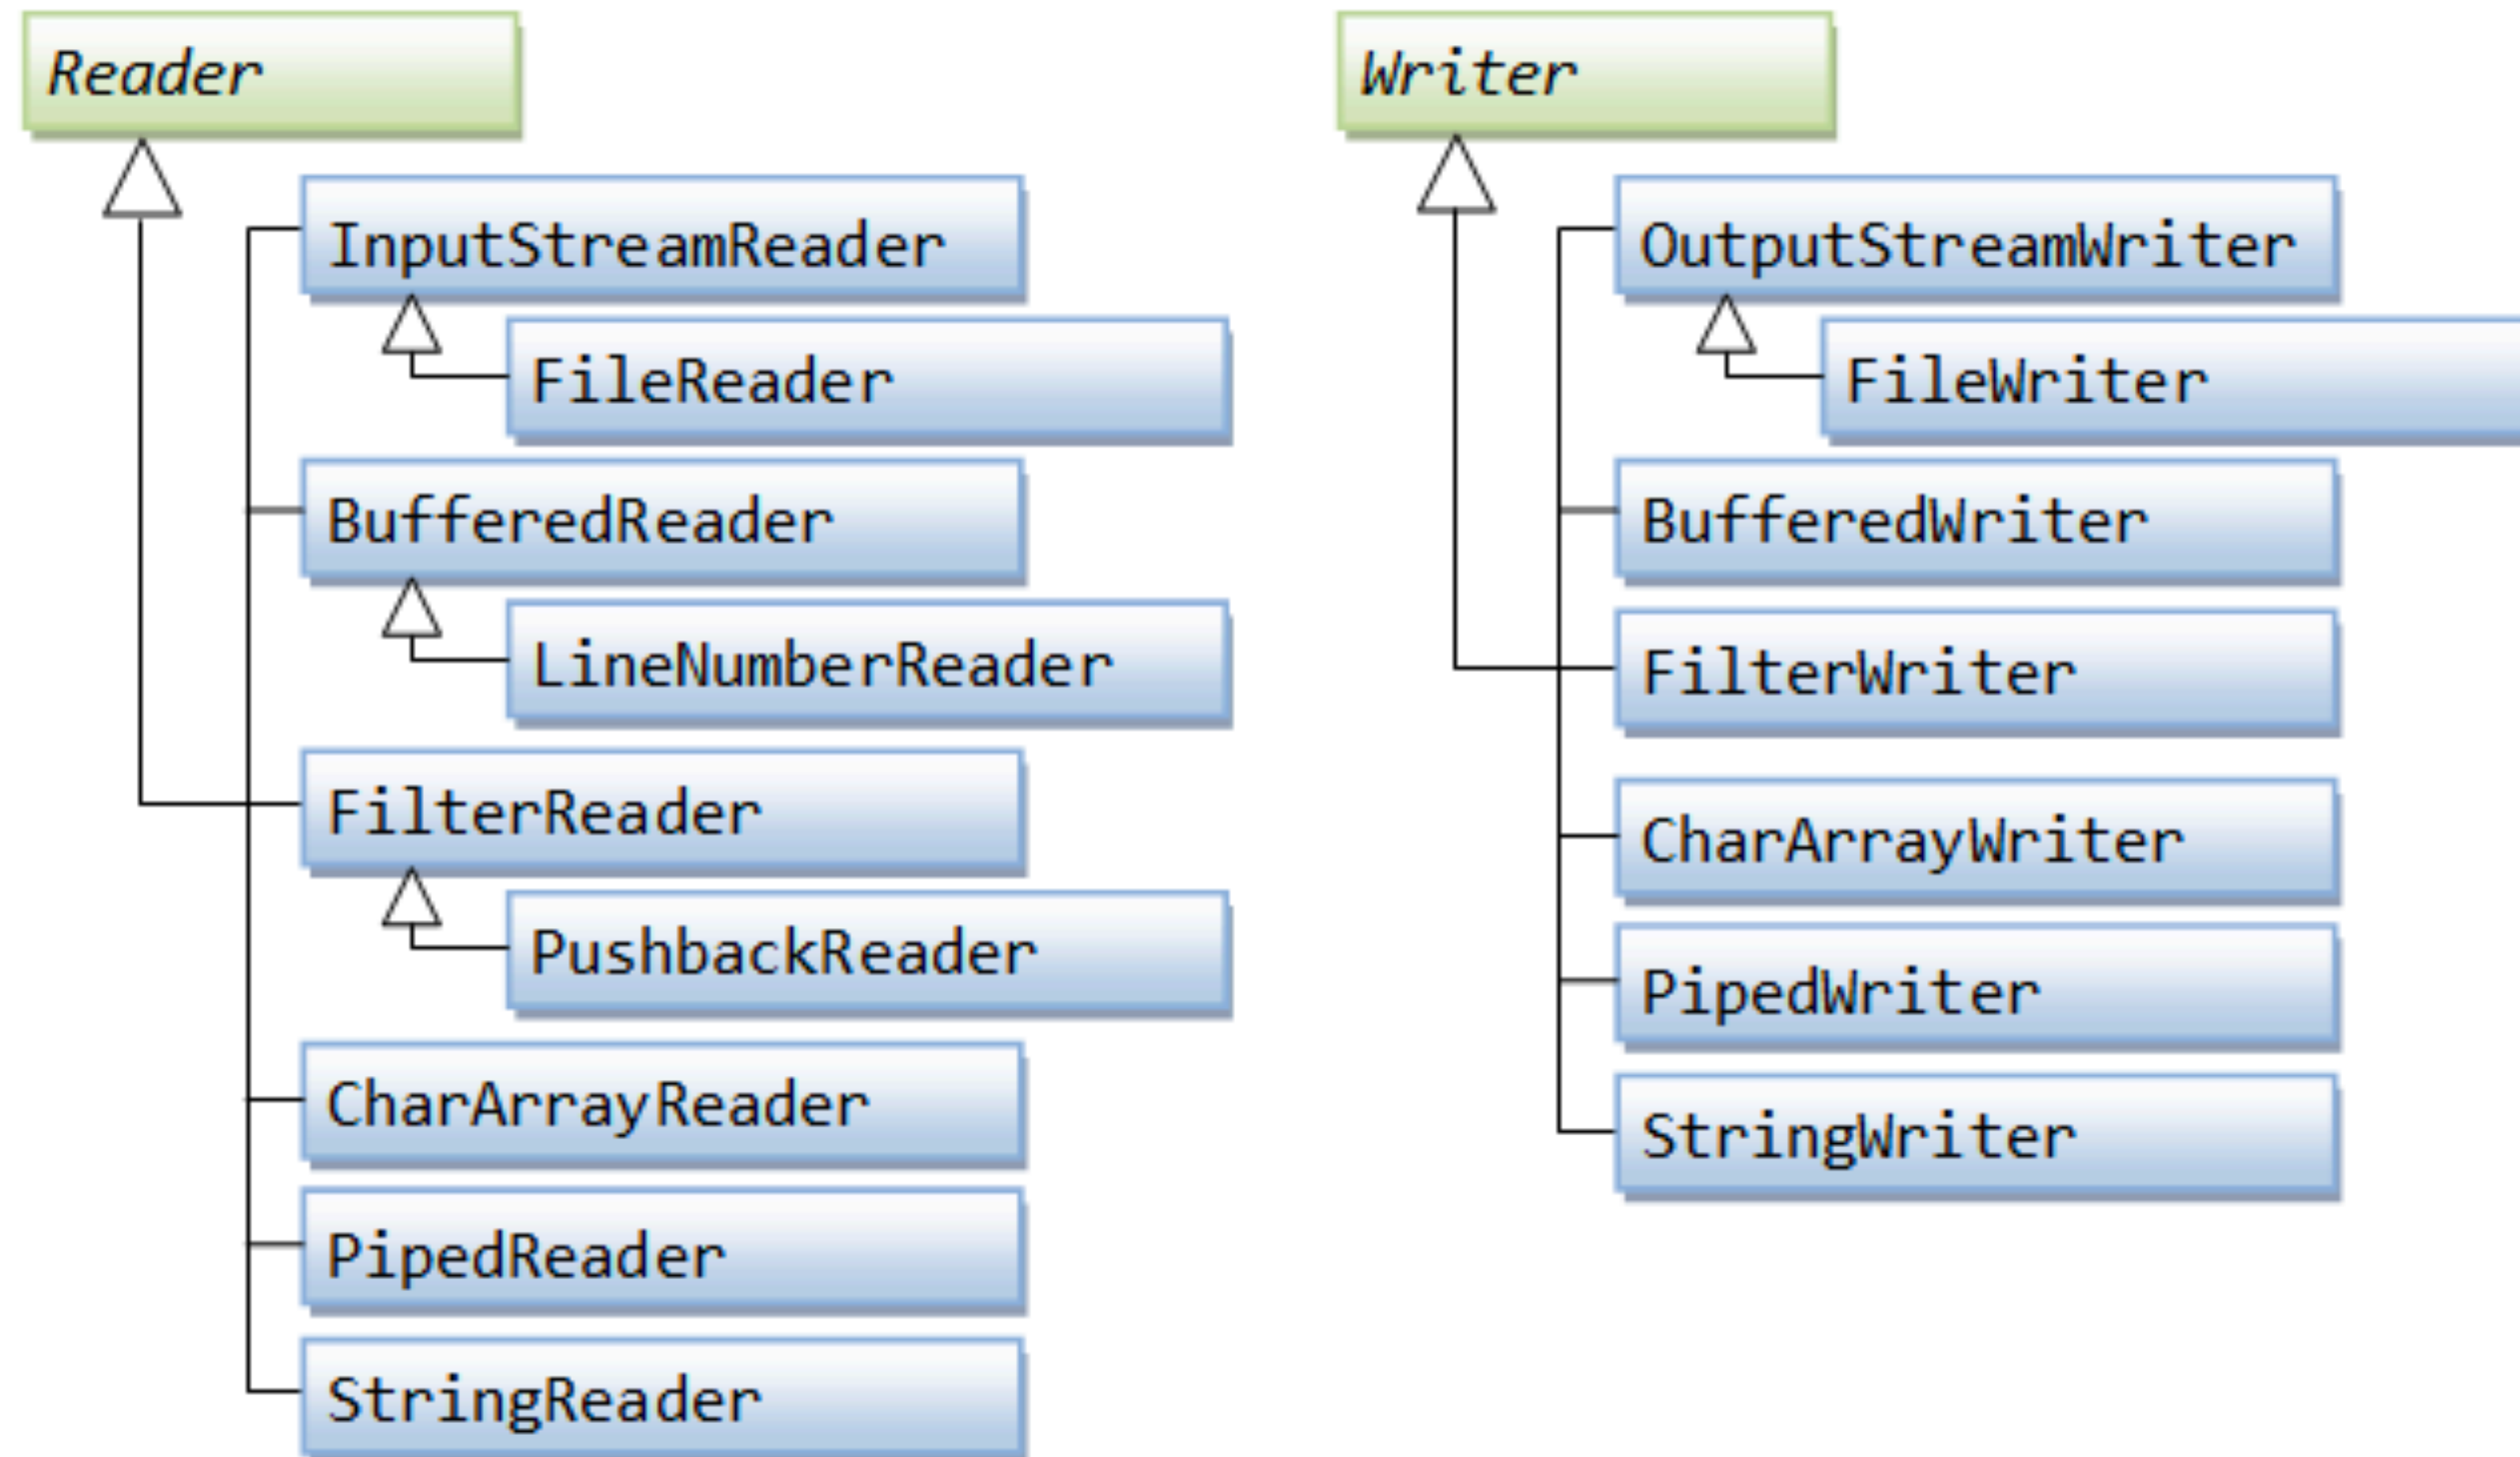 Reader
InputStreamReader
FileReader
BufferedReader
LineNumberReader
FilterReader
PushbackReader
CharArrayReader
PipedReader
StringReader
Writer
OutputStreamWriter
FileWriter
BufferedWriter
FilterWriter
CharArrayWriter
PipedWriter
StringWriter